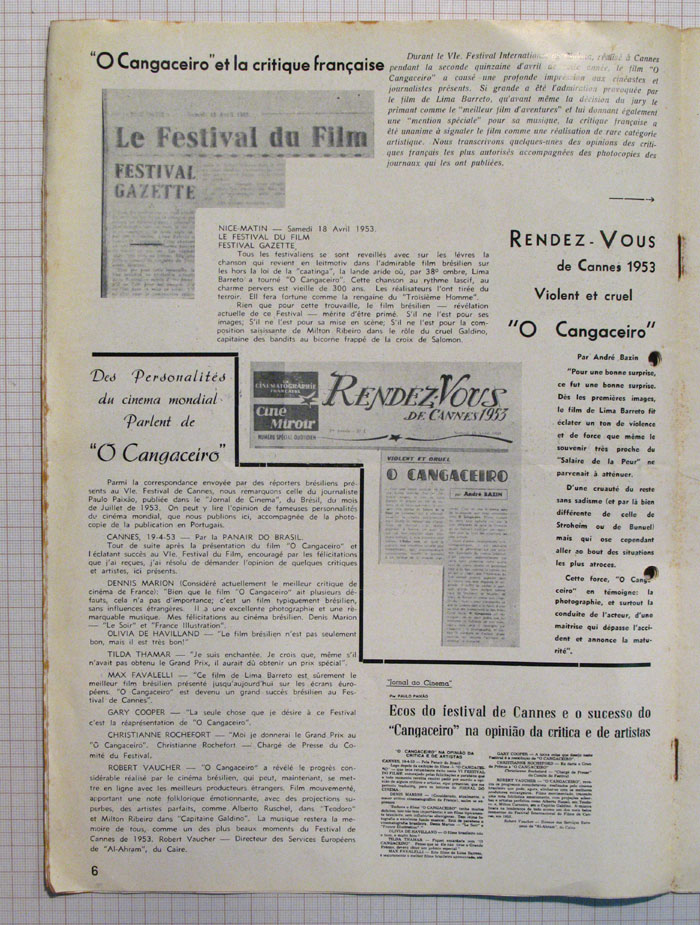 "O Cangaceiro" et la critique française
Durant le VIe. Festival International réalisé à Cannes
pendant la seconde quinzaine d'avril de année, le film "O
Cangaceiro" a causé une profonde impression aux cinéastes et
journalistes présents. Si grande a été l'admiration provoquée par
le film de Lima Barreto, qu'avant même la décision du jury le
primant comme le "meilleur film d'aventures" et lui donnant également
une "mention spéciale" pour sa musique, la critique française a
été unanime à signaler le film comme une réalisation de rare catégorie
artistique. Nous transcrivons quelques-unes des opinions des criti-
ques français les plus autorisés accompagnées des photocopies des
journaux qui les ont publiées.
Le Festival du Film
FESTIVAL
GAZETTE
NICE-MATIN — Samedi 18 Avril 1953.
LE FESTIVAL DU FILM
FESTIVAL GAZETTE
Tous les festivaliers se sont reveillés avec sur les lévres la
chanson qui revient en leitmotiv dans l'admirable film brésilien sur
les hors la loi de la "caatinga", la lande aride où, par 38º ombre, Lima
Barreto a tourné "O Cangaceiro". Cette chanson au rythme lascif, au
charme pervers est vieille de 300 ans. Les réalisateurs l'ont tirée du
terroir. Ell fera fortune comme la rengaine du "Troisième Homme".
Rien que pour cette trouvaille, le film brésilien — révélation
actuelle de ce Festival — mérite d'être primé. S'il ne l'est pour ses
images; S'il ne l'est pour sa mise en scène; S'il ne l'est pour la com-
position saisissante de Milton Ribeiro dans le rôle du cruel Galdino,
capitaine des bandits au bicorne frappé de la croix de Salomon.
RENDEZ-VOUS
de Cannes 1953
Violent et cruel
"O Cangaceiro"
Par André Bazin
"Pour une bonne surprise,
ce fut une bonne surprise.
Dès les premières images,
le film de Lima Barreto fit
éclater un ton de violence
et de force que même le
souvenir très proche du
"Salaire de la Peur" ne
parvenait à atténuer.
D'une cruauté du reste
sans sadisme (et par là bien
différente de celle de
Stroheim ou de Bunuel)
mais qui ose cependant
aller ao bout des situations
les plus atroces.
Cette force, "O Canga-
ceiro" en témoigne: la
photographie, et surtout la
conduite de l'acteur, d'une
maitrise qui dépasse l'acci-
dent et annonce la matu-
rité".
Des Personalités
du cinema mondial
Parlent de
"O Cangaceiro"
LA CINEMATOGRAPHIE
FRANÇAISE
Ciné
Miroir
NUMERO SPECIAL QUOTIDIEN
RENDEZ-VOUS
DE CANNES 1953
VIOLENT ET CRUEL
O CANGACEIRO
par André BAZIN
Parmi la correspondance envoyée par des réporters brésiliens pré-
sents au VIe. Festival de Cannes, nous remarquons celle du journaliste
Paulo Paixão, publiée dans "Jornal de Cinema", du Brésil, du mois
de Juillet de 1953. On peut y lire l'opinion de fameuses personnalités
du cinéma mondial, que nous publions ici, accompagnée de la photo-
copie de la publication en Portugais.
CANNES, 19-4-53 — Par la PANAIR DO BRASIL.
Tout de suite après la présentation du film "O Cangaceiro" et
l'éclatant succès au VIe. Festival du Film, encouragé par les félicitations
que j'ai reçues, j'ai résolu de demander l'opinion de quelques critiques
et artistes, ici présents.
DENNIS MARION (Considéré actuellement le meilleur critique de
cinéma de France): "Bien que le film "O Cangaceiro" ait plusieurs dé-
fouts, cela n'a pas d'importance; c'est un film typiquement brésilien,
sans influences étrangères. Il a une excellente photographie et une re-
marquable musique. Mes félicitations au cinéma brésilien. Denis Marion
— "Le Soir" et "France Illustration".
OLIVIA DE HAVILLAND — "Le film brésilien n'est pas seulement
bon, mais il est très bon!"
TILDA THAMAR — "Je suis enchantée. Je crois que, même s'il
n'avait pas obtenu le Grand Prix, il aurait dû obtenir un prix spécial".
MAX FAVALELLI — "Ce film de Lima Barreto est sûrement le
meilleur film brésilien présenté jusqu'aujourd'hui sur les écrans euro-
péens. "O Cangaceiro" est devenu un grand succès brésilien au Fes-
tival de Cannes".
GARY COOPER — "La seule chose que je désire à ce Festival
c'est la réaprésentation de "O Cangaceiro".
CHRISTIANNE ROCHEFORT — "Moi je donnerai le Grand Prix au
"O Cangaceiro". Christianne Rochefort — Chargé de Presse du Co-
mité du Festival.
ROBERT VAUCHER — "O Cangaceiro" a révélé le progrès con-
sidérable réalisé par le cinéma brésilien, qui peut, maintenant, se met-
tre en ligne avec les meilleurs producteurs étrangers. Film mouvementé,
apportant une note folklorique émotionnante, avec des projections su-
perbes, des artistes parfaits, comme Alberto Ruschel, dans "Teodoro"
et Milton Ribeiro dans "Capitaine Galdino". La musique restera la mé-
moire de tous, comme un des plus beaux moments du Festival de
Cannes de 1953, Robert Vaucher — Directeur des Services Européens
de "Al-Ahram", du Caire.
"Jornal do Cinema"
Por PAULO PAIXÃO
Ecos do festival de Cannes e o sucesso do
"Cangaceiro" na opinião da critica e de artistas
"O CANGACEIRO" NA OPINIÃO DA
CRITICA E DE ARTISTAS
6